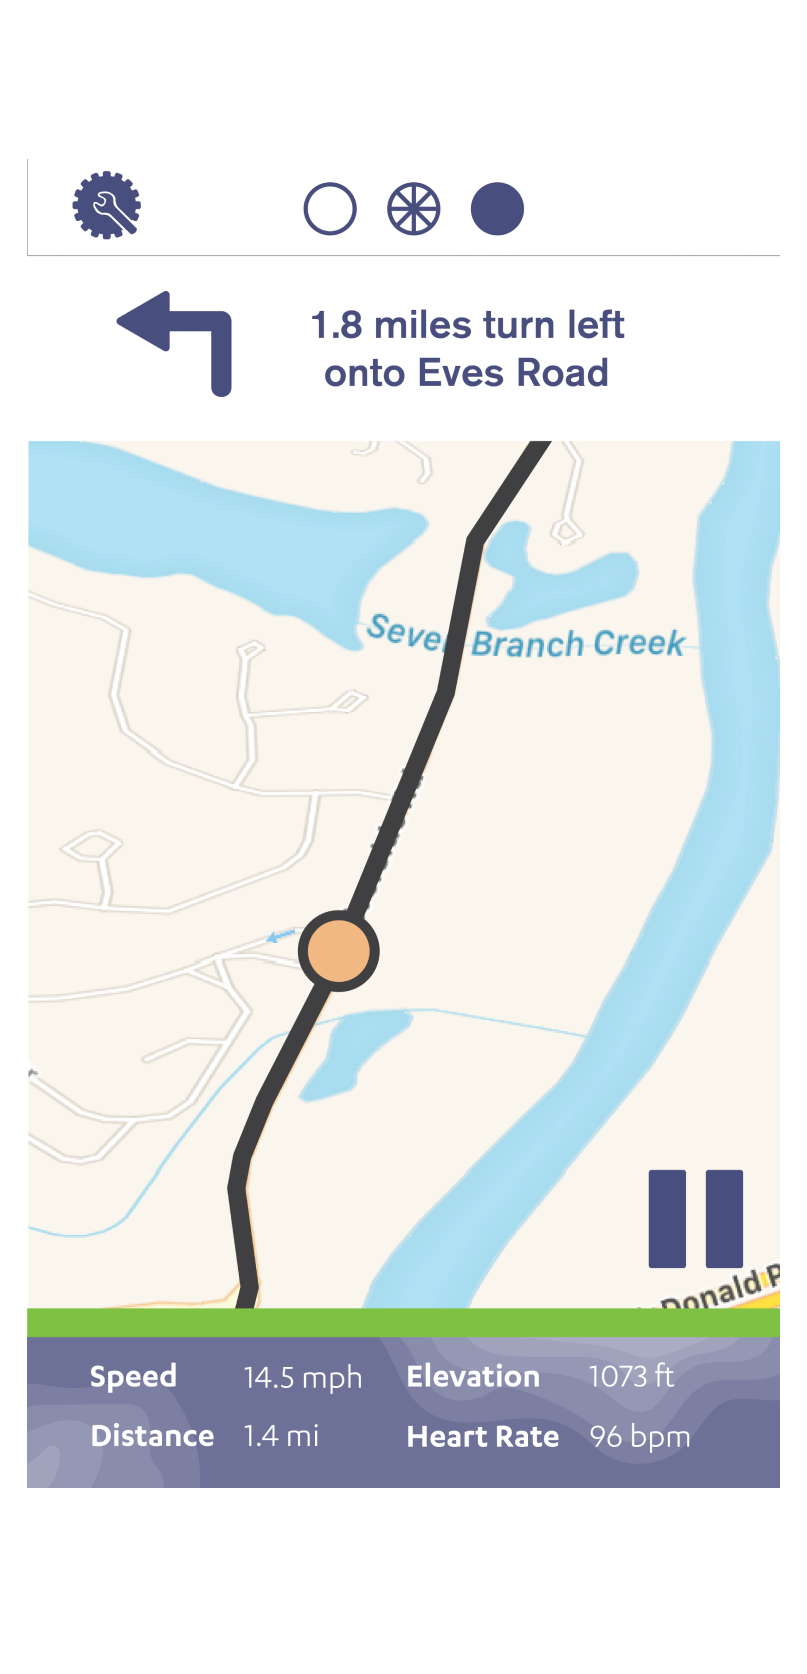 1.8 miles turn left
onto Eves Road
Branch Creek
Speed 14.5 mph Elevation 1073 ft
Distance 1.4 mi Heart Rate 96 bpm